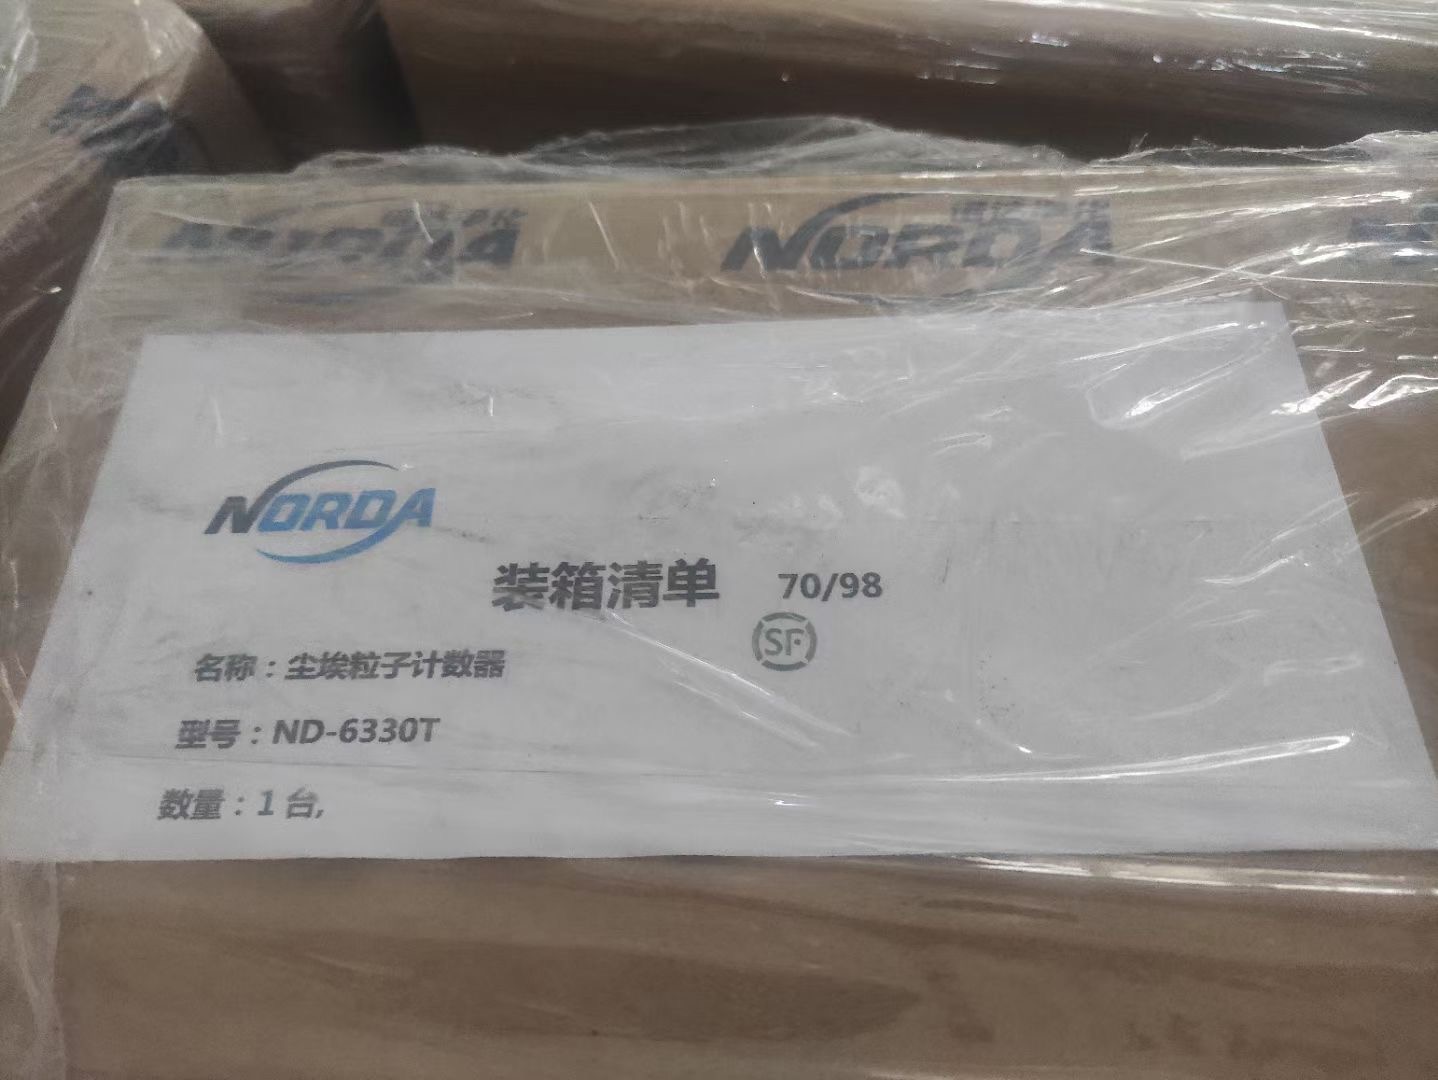 NORDA
NORDA
NORDA
装箱清单 70/98
SF
名称：尘埃粒子计数器
型号：ND-6330T
数量：1 台,